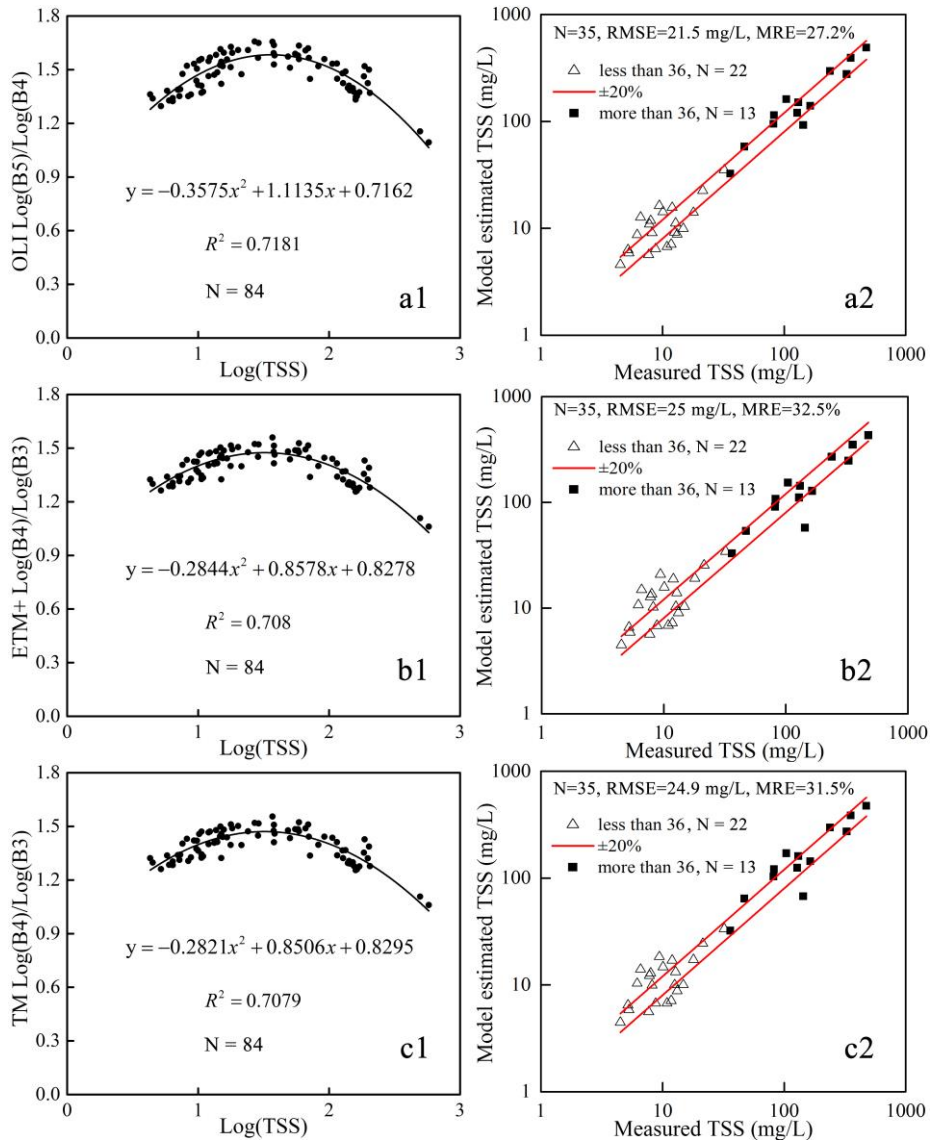 1.8
1.5
1.2
0.9
0.6
0.3
0.0
OLI Log(B5)/Log(B4)
y = −0.3575x² + 1.1135x + 0.7162
R² = 0.7181
N = 84
a1
0 1 2 3
Log(TSS)
1000
100
10
1
Model estimated TSS (mg/L)
N=35, RMSE=21.5 mg/L, MRE=27.2%
less than 36, N = 22
±20%
more than 36, N = 13
a2
1 10 100 1000
Measured TSS (mg/L)
1.8
1.5
1.2
0.9
0.6
0.3
0.0
ETM+ Log(B4)/Log(B3)
y = −0.2844x² + 0.8578x + 0.8278
R² = 0.708
N = 84
b1
0 1 2 3
Log(TSS)
1000
100
10
1
Model estimated TSS (mg/L)
N=35, RMSE=25 mg/L, MRE=32.5%
less than 36, N = 22
±20%
more than 36, N = 13
b2
1 10 100 1000
Measured TSS (mg/L)
1.8
1.5
1.2
0.9
0.6
0.3
0.0
TM Log(B4)/Log(B3)
y = −0.2821x² + 0.8506x + 0.8295
R² = 0.7079
N = 84
c1
0 1 2 3
Log(TSS)
1000
100
10
1
Model estimated TSS (mg/L)
N=35, RMSE=24.9 mg/L, MRE=31.5%
less than 36, N = 22
±20%
more than 36, N = 13
c2
1 10 100 1000
Measured TSS (mg/L)